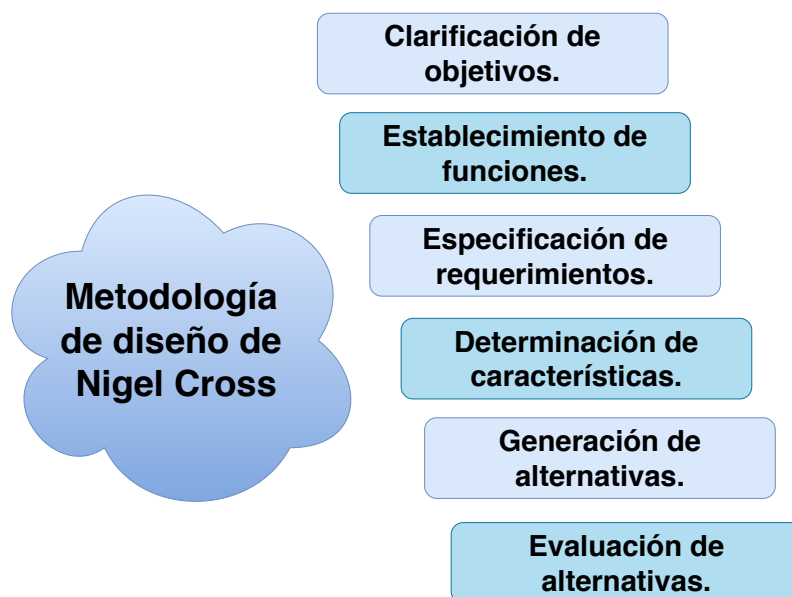 Clarificación de
objetivos.
Establecimiento de
funciones.
Especificación de
requerimientos.
Metodología
de diseño de
Nigel Cross
Determinación de
característícas.
Generación de
alternativas.
Evaluación de
alternativas.